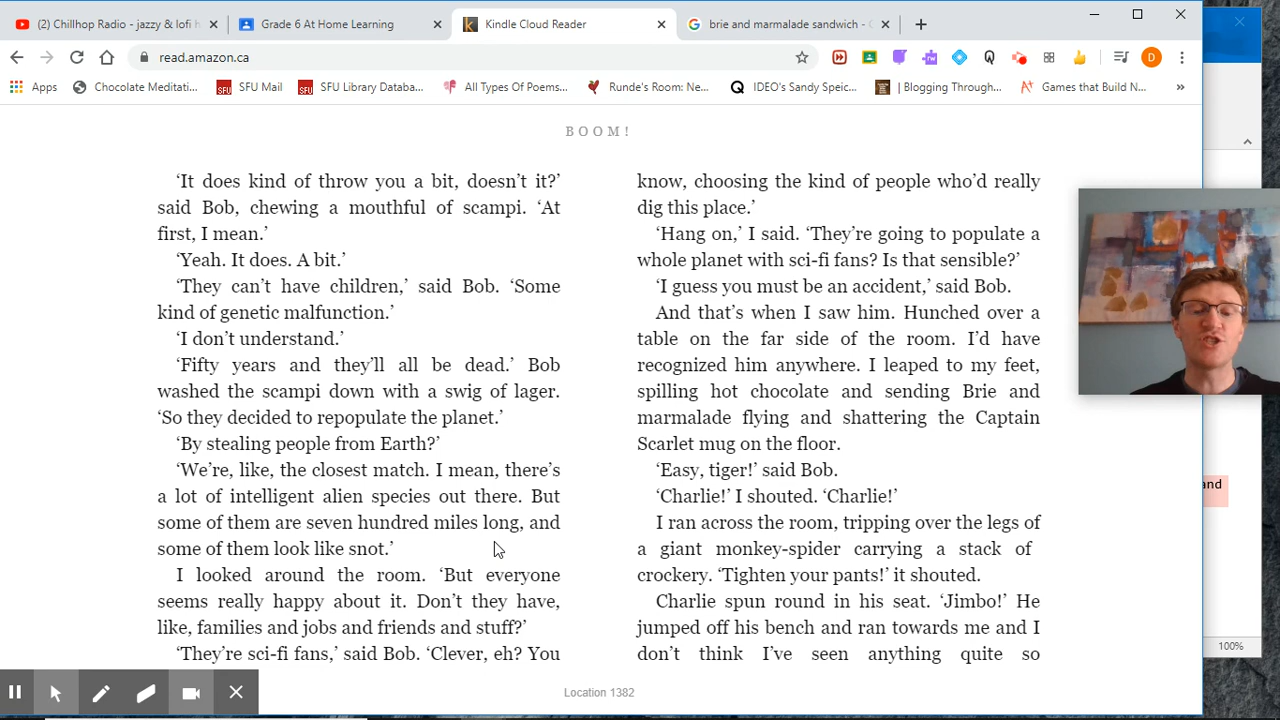 (2) Chillhop Radio - jazzy & lofi h
Grade 6 At Home Learning
Kindle Cloud Reader
brie and marmalade sandwich - G
read.amazon.ca
D
Apps
Chocolate Meditati...
SFU Mail
SFU Library Databa...
All Types Of Poems...
Runde's Room: Ne...
IDEO's Sandy Speic...
| Blogging Through...
Games that Build N...
BOOM!
‘It does kind of throw you a bit, doesn’t it?’
said Bob, chewing a mouthful of scampi. ‘At
first, I mean.’
‘Yeah. It does. A bit.’
‘They can’t have children,’ said Bob. ‘Some
kind of genetic malfunction.’
‘I don’t understand.’
‘Fifty years and they’ll all be dead.’ Bob
washed the scampi down with a swig of lager.
‘So they decided to repopulate the planet.’
‘By stealing people from Earth?’
‘We’re, like, the closest match. I mean, there’s
a lot of intelligent alien species out there. But
some of them are seven hundred miles long, and
some of them look like snot.’
I looked around the room. ‘But everyone
seems really happy about it. Don’t they have,
like, families and jobs and friends and stuff?’
‘They’re sci-fi fans,’ said Bob. ‘Clever, eh? You
know, choosing the kind of people who’d really
dig this place.’
‘Hang on,’ I said. ‘They’re going to populate a
whole planet with sci-fi fans? Is that sensible?’
‘I guess you must be an accident,’ said Bob.
And that’s when I saw him. Hunched over a
table on the far side of the room. I’d have
recognized him anywhere. I leaped to my feet,
spilling hot chocolate and sending Brie and
marmalade flying and shattering the Captain
Scarlet mug on the floor.
‘Easy, tiger!’ said Bob.
‘Charlie!’ I shouted. ‘Charlie!’
I ran across the room, tripping over the legs of
a giant monkey-spider carrying a stack of
crockery. ‘Tighten your pants!’ it shouted.
Charlie spun round in his seat. ‘Jimbo!’ He
jumped off his bench and ran towards me and I
don’t think I’ve seen anything quite so
Location 1382
and
100%